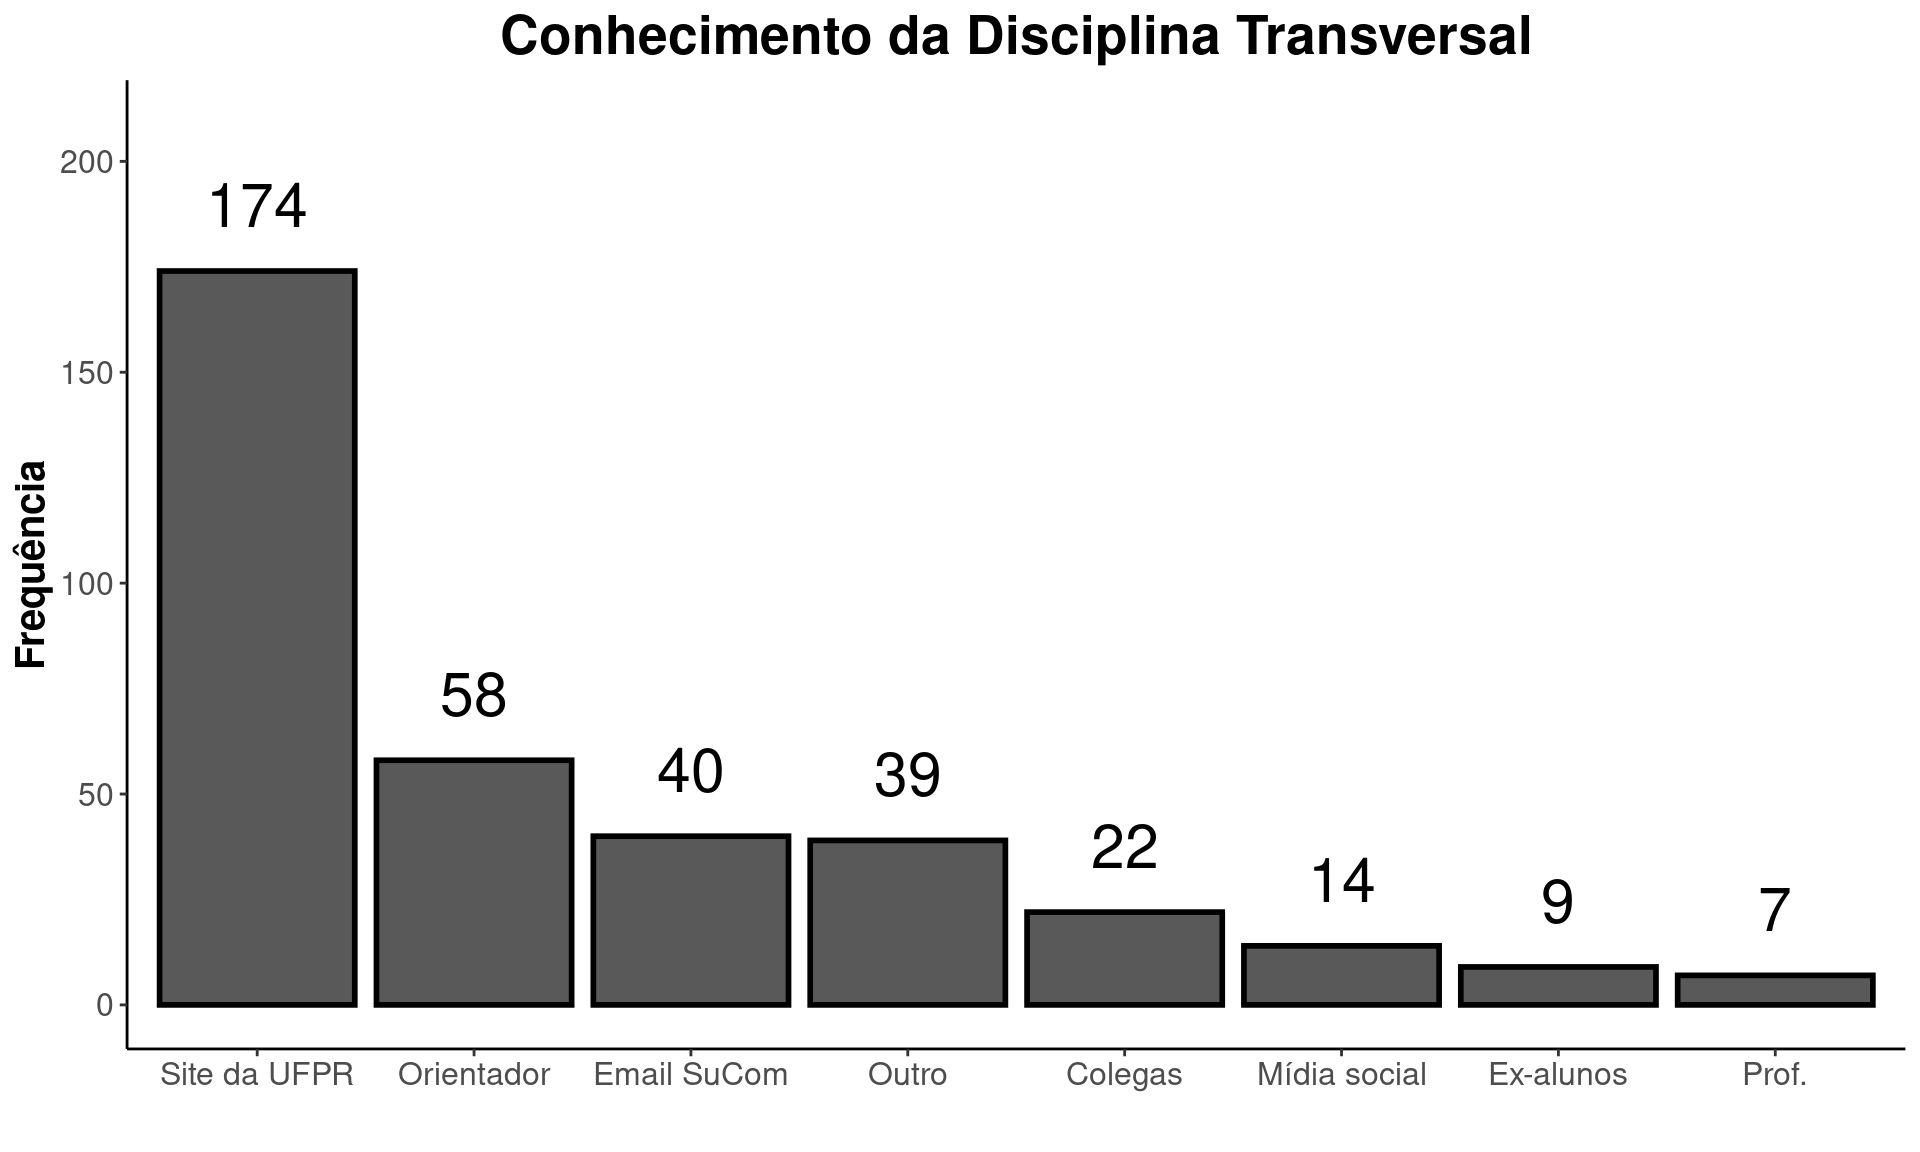 Conhecimento da Disciplina Transversal
Frequência
200
150
100
50
0
174
58
40
39
22
14
9
7
Site da UFPR
Orientador
Email SuCom
Outro
Colegas
Mídia social
Ex-alunos
Prof.